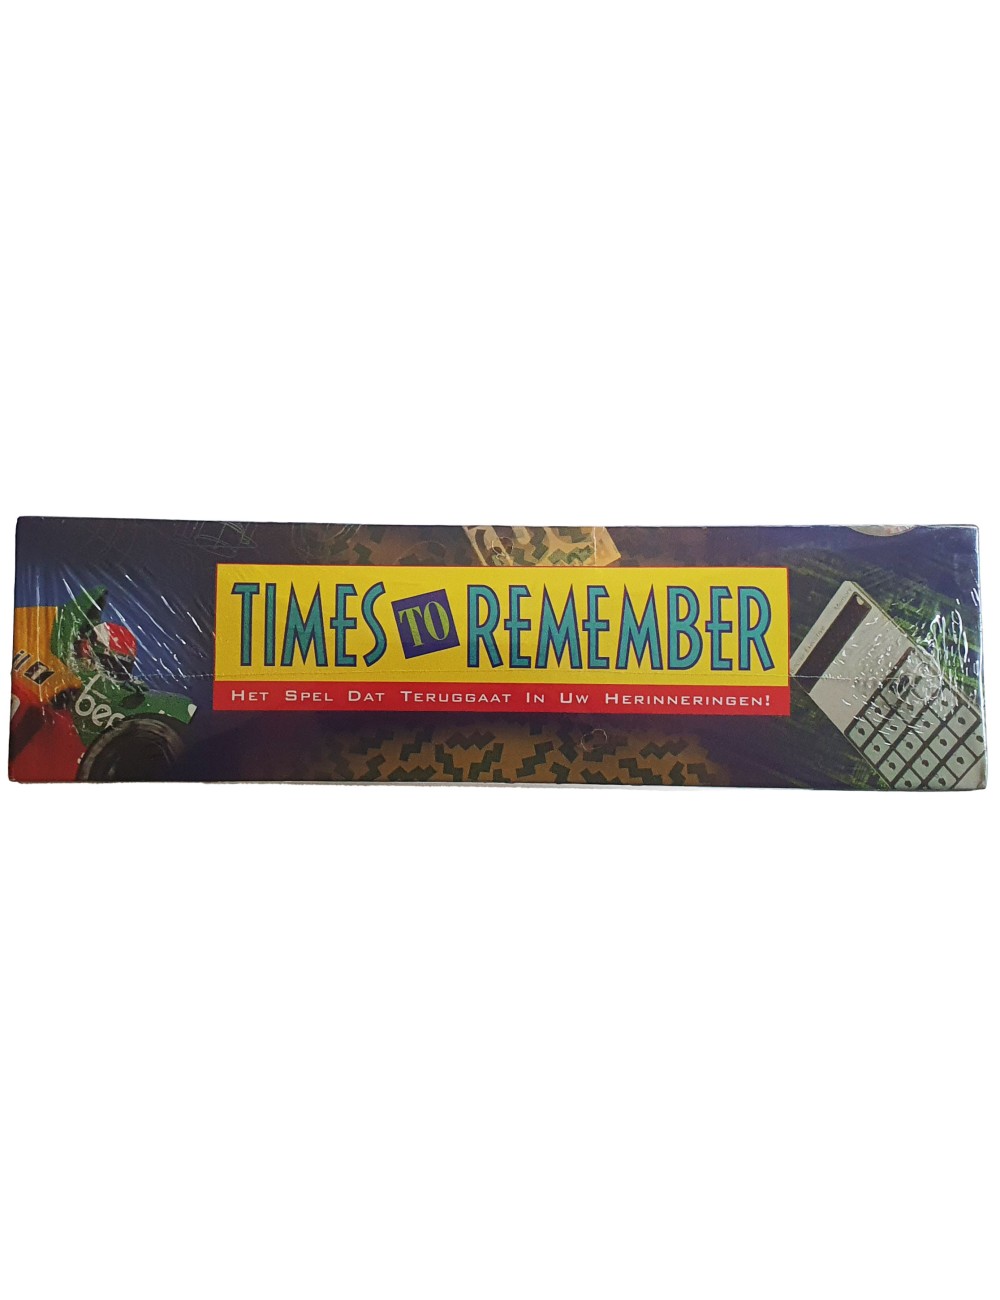 TIMES TO REMEMBER
HET SPEL DAT TERUGGAAT IN UW HERINNERINGEN!